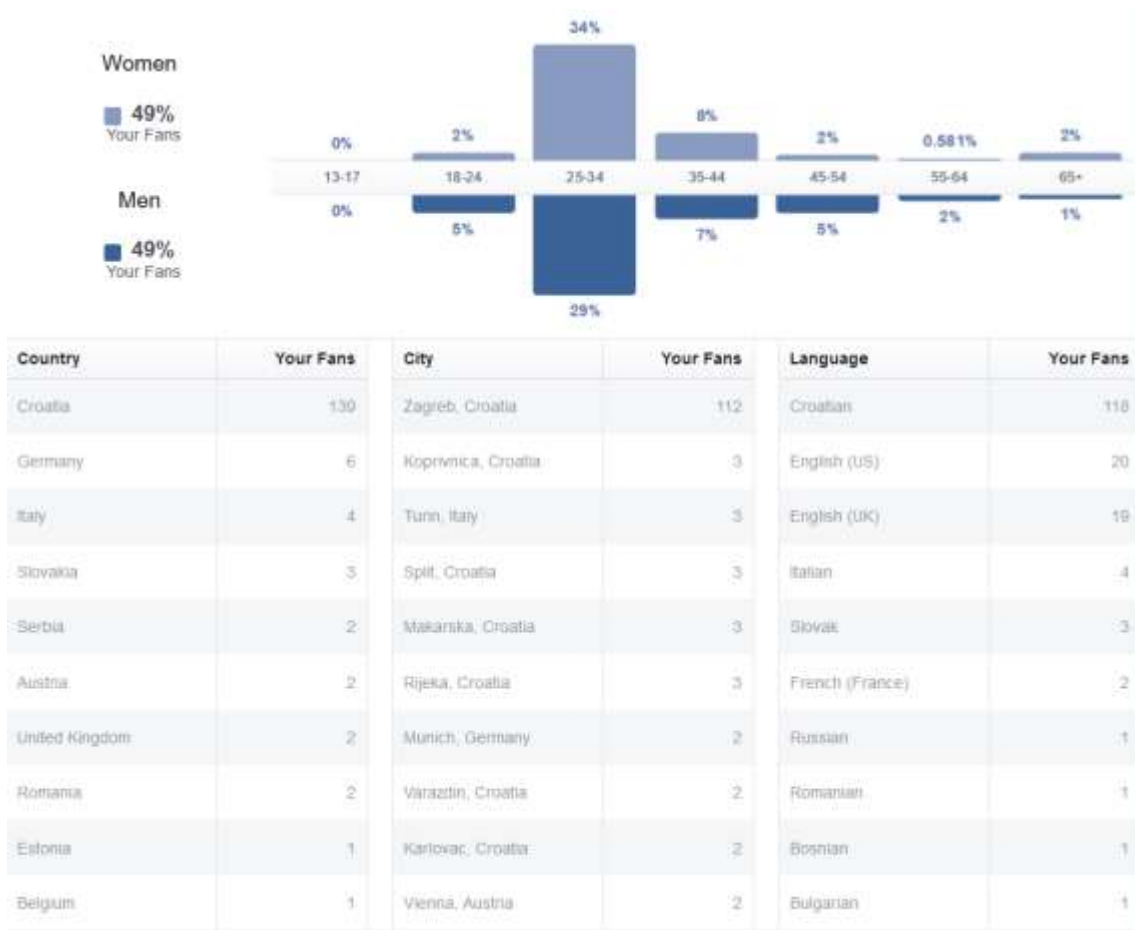 34%
Women
49%
Your Fans
0%
2%
8%
2%
0.581%
2%
13-17
18-24
25-34
35-44
45-54
55-64
65+
Men
0%
5%
7%
5%
2%
1%
49%
Your Fans
29%
Country Your Fans City Your Fans Language Your Fans
Croatia 139 Zagreb, Croatia 112 Croatian 118
Germany 6 Koprivnica, Croatia 3 English (US) 20
Italy 4 Turin, Italy 3 English (UK) 19
Slovakia 3 Split, Croatia 3 Italian 4
Serbia 2 Makarska, Croatia 3 Slovak 3
Austria 2 Rijeka, Croatia 3 French (France) 2
United Kingdom 2 Munich, Germany 2 Russian 1
Romania 2 Varazdin, Croatia 2 Romanian 1
Estonia 1 Karlovac, Croatia 2 Bosnian 1
Belgium 1 Vienna, Austria 2 Bulgarian 1